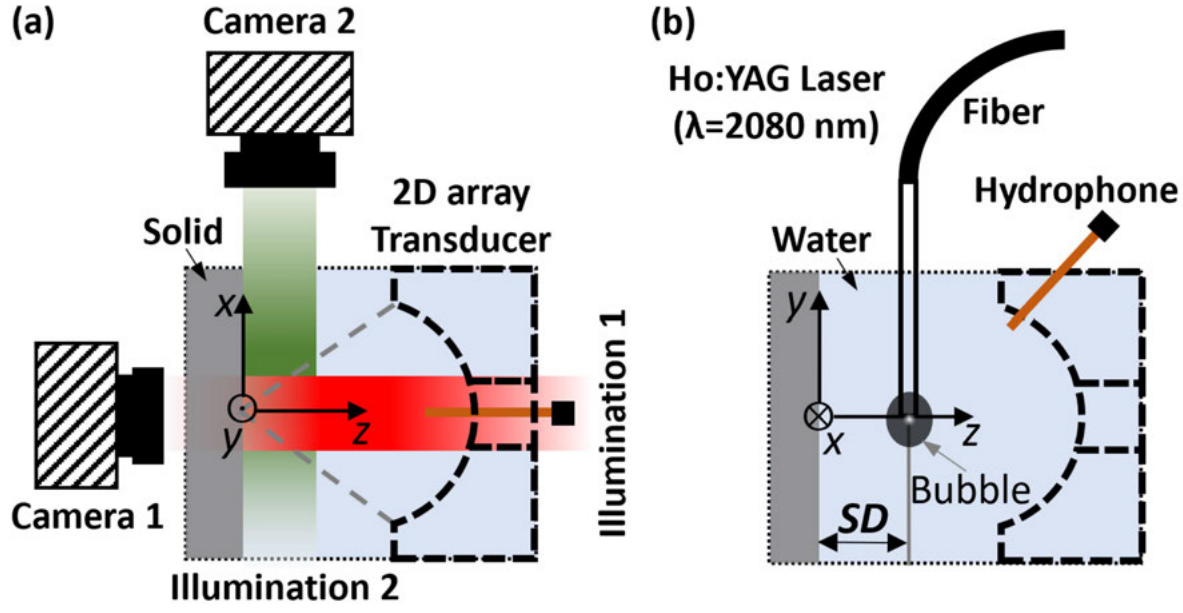 (a)
Camera 2
Solid
2D array
Transducer
x
y
z
Camera 1
Illumination 1
Illumination 2
(b)
Ho:YAG Laser
(λ=2080 nm)
Fiber
Hydrophone
Water
y
x
z
Bubble
SD